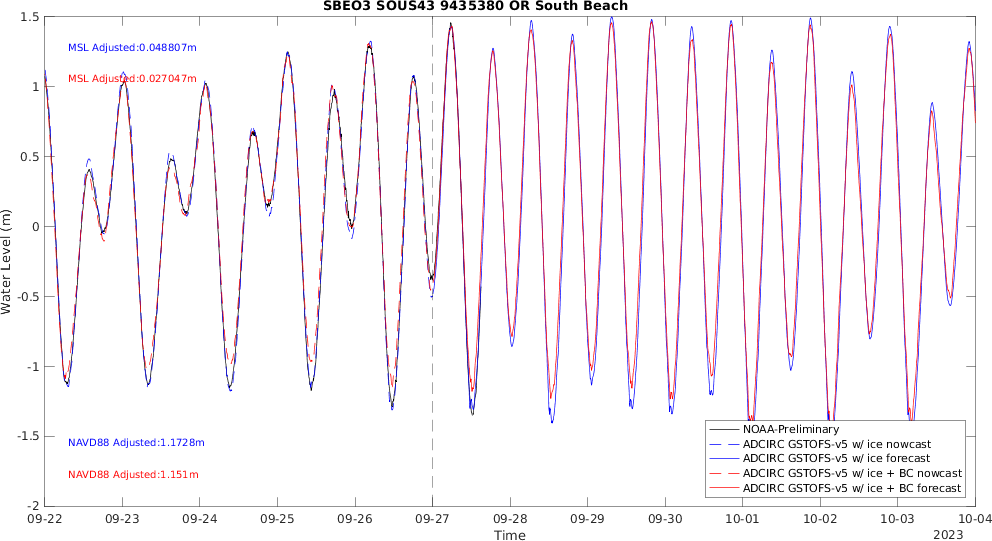 SBEO3 SOUS43 9435380 OR South Beach
1.5
1
0.5
0
-0.5
-1
-1.5
-2
Water Level (m)
MSL Adjusted:0.048807m
MSL Adjusted:0.027047m
NAVD88 Adjusted:1.1728m
NAVD88 Adjusted:1.151m
NOAA-Preliminary
ADCIRC GSTOFS-v5 w/ ice nowcast
ADCIRC GSTOFS-v5 w/ ice forecast
ADCIRC GSTOFS-v5 w/ ice + BC nowcast
ADCIRC GSTOFS-v5 w/ ice + BC forecast
09-22 09-23 09-24 09-25 09-26 09-27 09-28 09-29 09-30 10-01 10-02 10-03 10-04
Time
2023